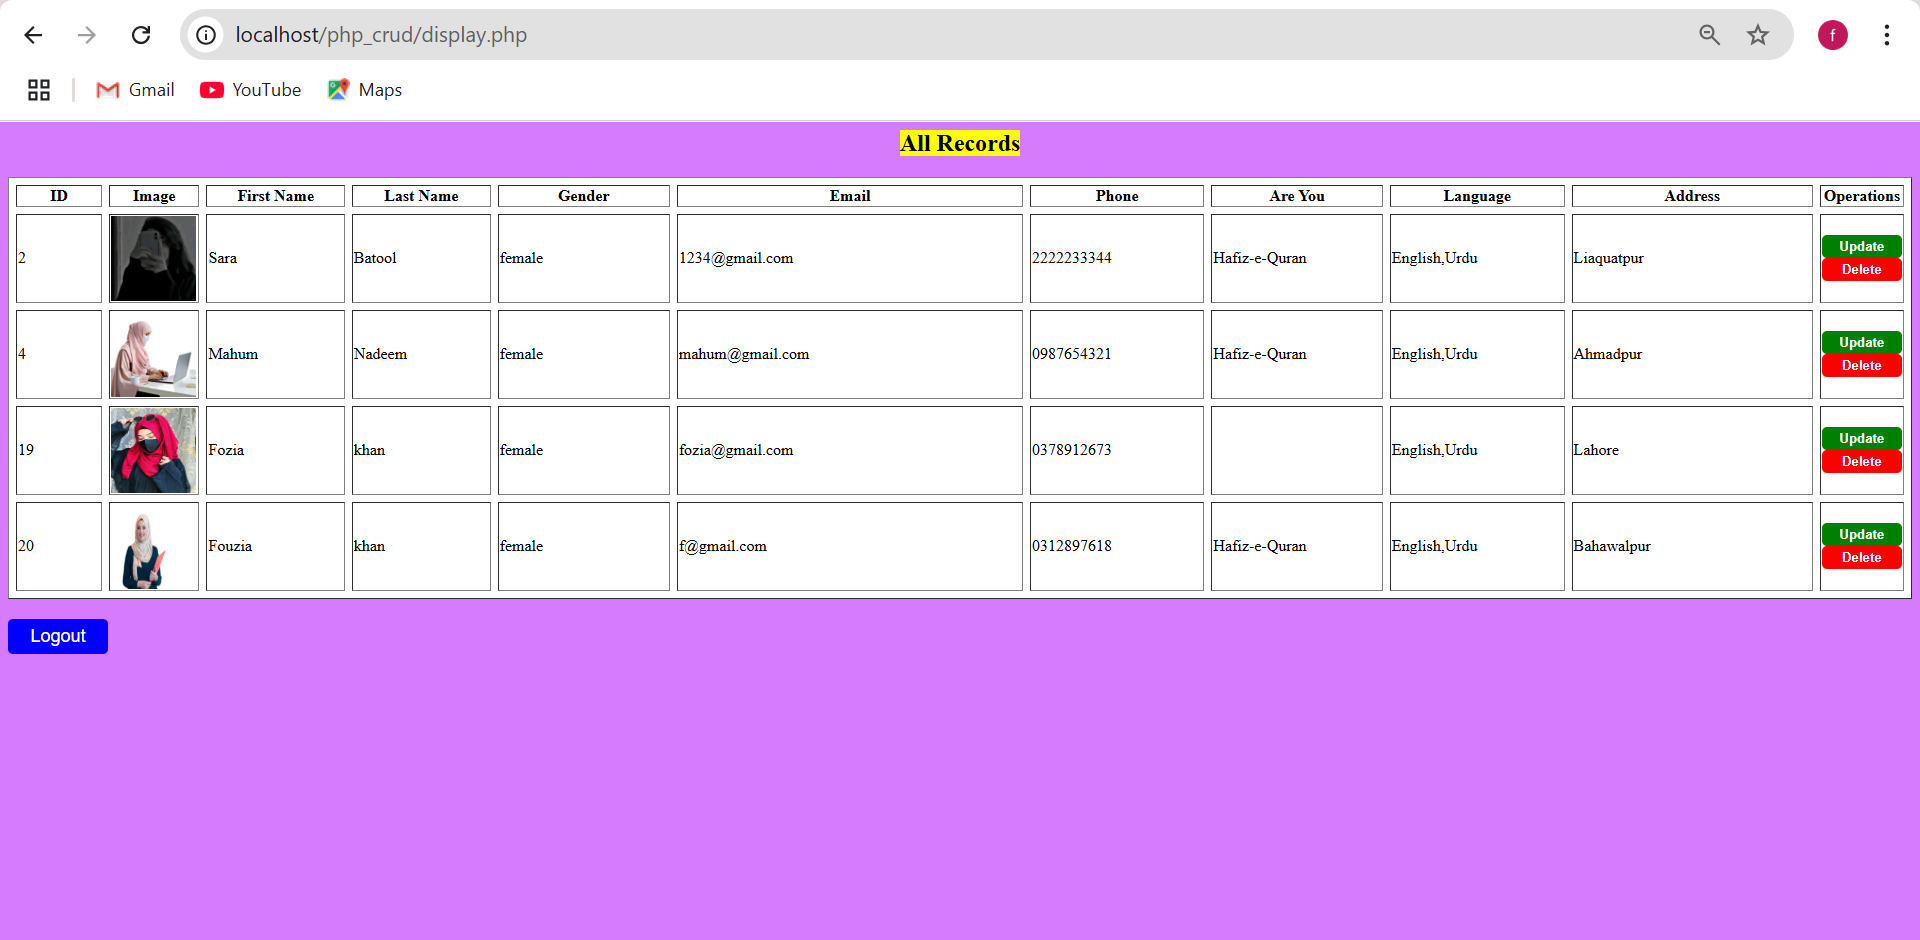 localhost/php_crud/display.php
f
Gmail YouTube Maps
All Records
ID Image First Name Last Name Gender Email Phone Are You Language Address Operations
2 Sara Batool female 1234@gmail.com 2222233344 Hafiz-e-Quran English,Urdu Liaquatpur Update
Delete
4 Mahum Nadeem female mahum@gmail.com 0987654321 Hafiz-e-Quran English,Urdu Ahmadpur Update
Delete
19 Fozia khan female fozia@gmail.com 0378912673 English,Urdu Lahore Update
Delete
20 Fouzia khan female f@gmail.com 0312897618 Hafiz-e-Quran English,Urdu Bahawalpur Update
Delete
Logout